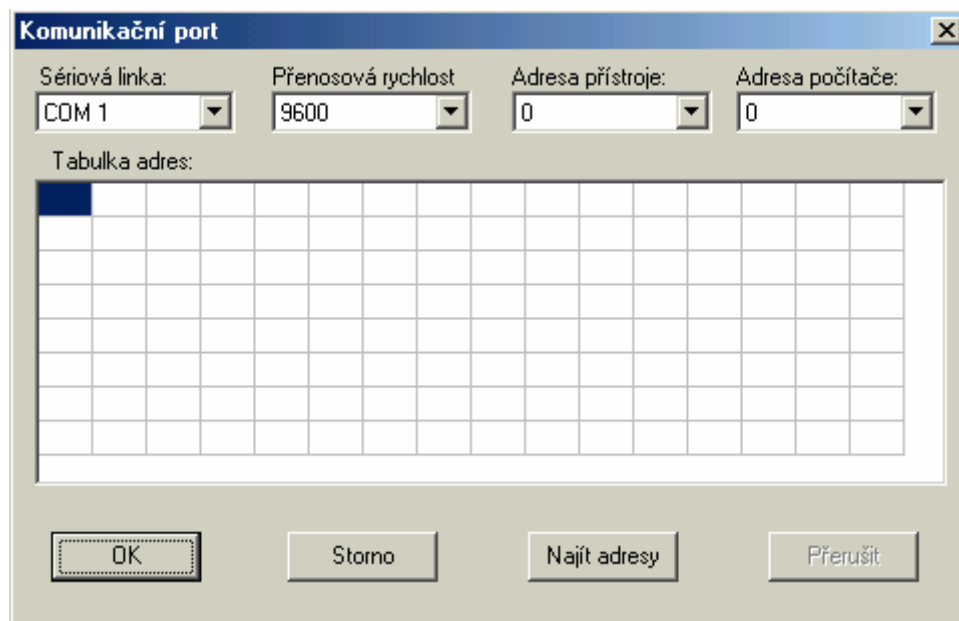 Komunikační port
Sériová linka: Přenosová rychlost Adresa přístroje: Adresa počítače:
COM 1 9600 0 0
Tabulka adres:
OK Storno Najít adresy Přerušit